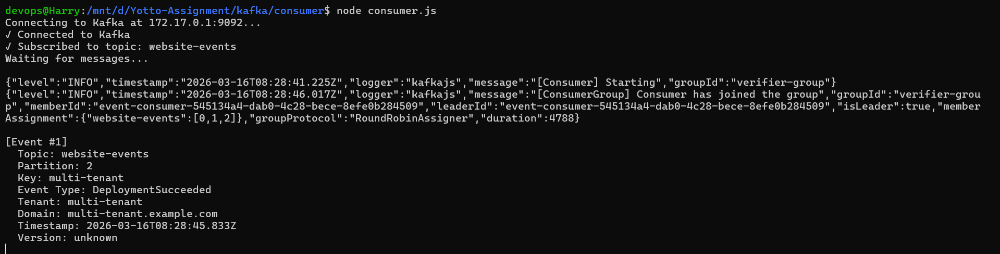 devops@Harry:/mnt/d/Yotto-Assignment/kafka/consumer$ node consumer.js
Connecting to Kafka at 172.17.0.1:9092...
✓ Connected to Kafka
✓ Subscribed to topic: website-events
Waiting for messages...
{"level":"INFO","timestamp":"2026-03-16T08:28:41.225Z","logger":"kafkajs","message":"[Consumer] Starting","groupId":"verifier-group"}
{"level":"INFO","timestamp":"2026-03-16T08:28:46.017Z","logger":"kafkajs","message":"[ConsumerGroup] Consumer has joined the group","groupId":"verifier-grou
p","memberId":"event-consumer-545134a4-dab0-4c28-bece-8efe0b284509","leaderId":"event-consumer-545134a4-dab0-4c28-bece-8efe0b284509","isLeader":true,"member
Assignment":{"website-events":[0,1,2]},"groupProtocol":"RoundRobinAssigner","duration":4788}
[Event #1]
  Topic: website-events
  Partition: 2
  Key: multi-tenant
  Event Type: DeploymentSucceeded
  Tenant: multi-tenant
  Domain: multi-tenant.example.com
  Timestamp: 2026-03-16T08:28:45.833Z
  Version: unknown